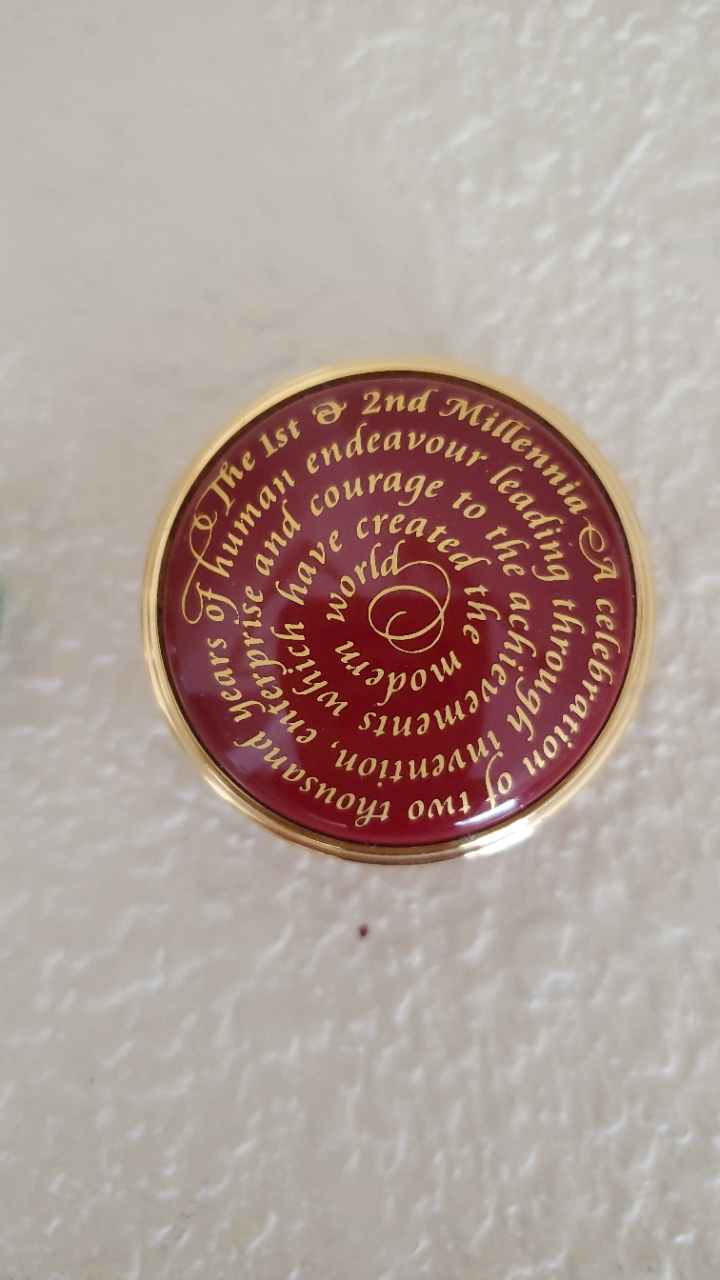 The 1st & 2nd Millennia A celebration of two thousand years of human endeavour leading through invention, enterprise and courage to the achievements which have created the modern world